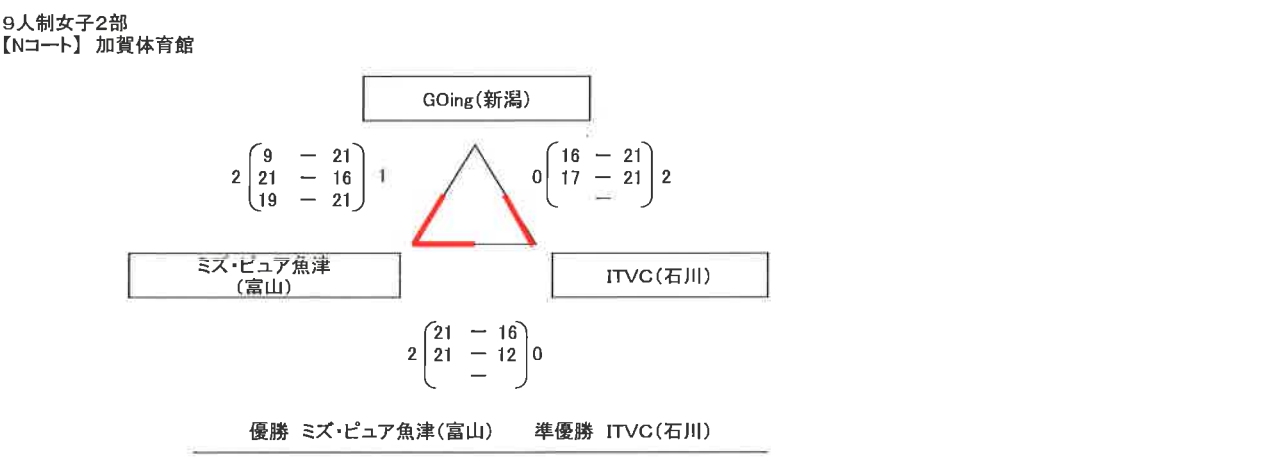 9人制女子2部
【Nコート】 加賀体育館
GOing(新潟)
2 9 － 21 1
21 － 16
19 － 21
0 16 － 21 2
17 － 21
－
ミズ・ピュア魚津
(富山)
ITVC(石川)
2 21 － 16 0
21 － 12
－
優勝 ミズ・ピュア魚津(富山) 準優勝 ITVC(石川)